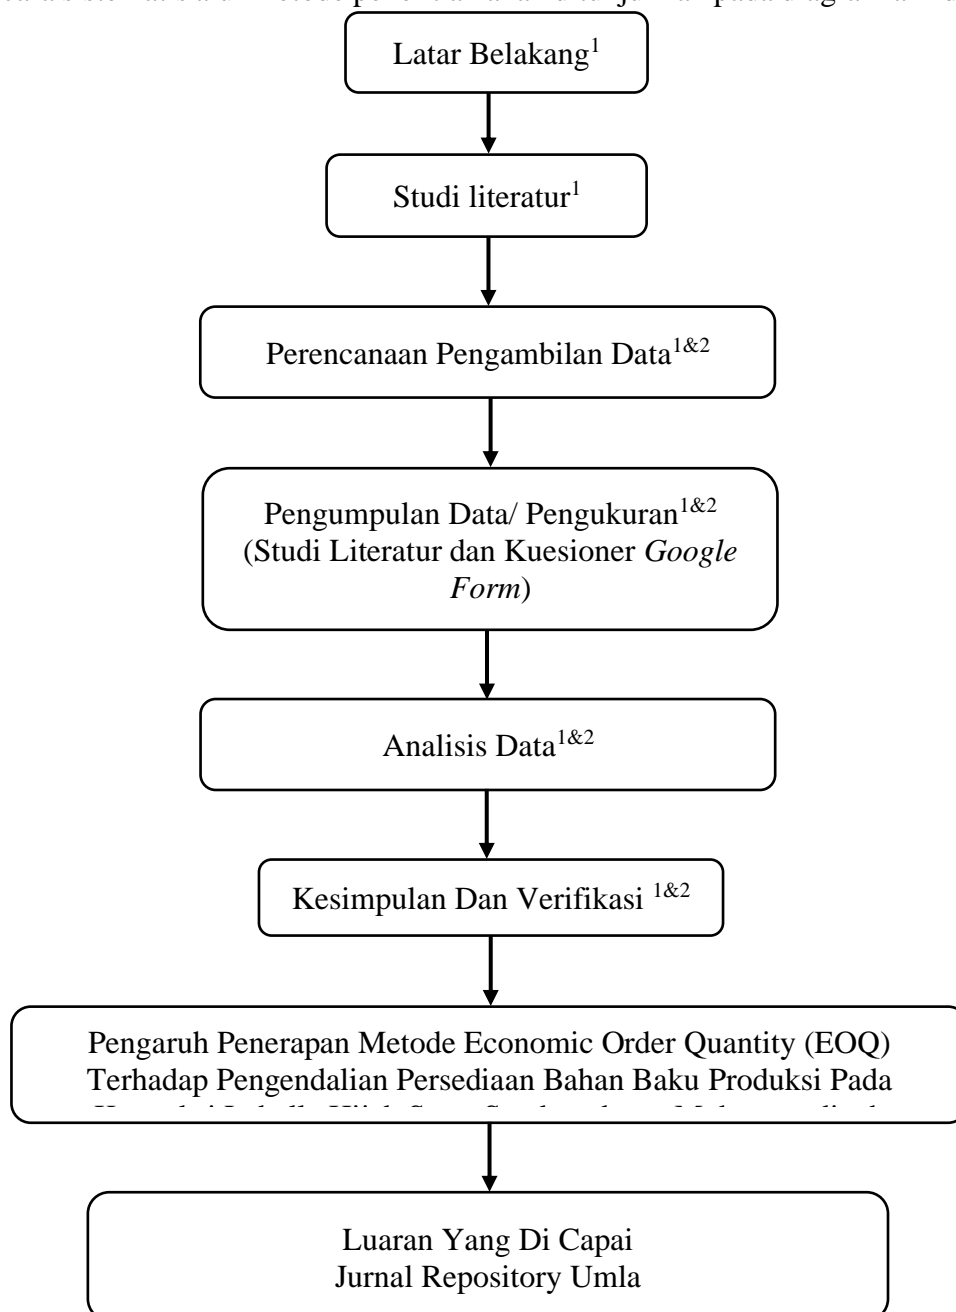 Latar Belakang¹
Studi literatur¹
Perencanaan Pengambilan Data¹&²
Pengumpulan Data/ Pengukuran¹&²
(Studi Literatur dan Kuesioner Google
Form)
Analisis Data¹&²
Kesimpulan Dan Verifikasi ¹&²
Pengaruh Penerapan Metode Economic Order Quantity (EOQ)
Terhadap Pengendalian Persediaan Bahan Baku Produksi Pada
Luaran Yang Di Capai
Jurnal Repository Umla